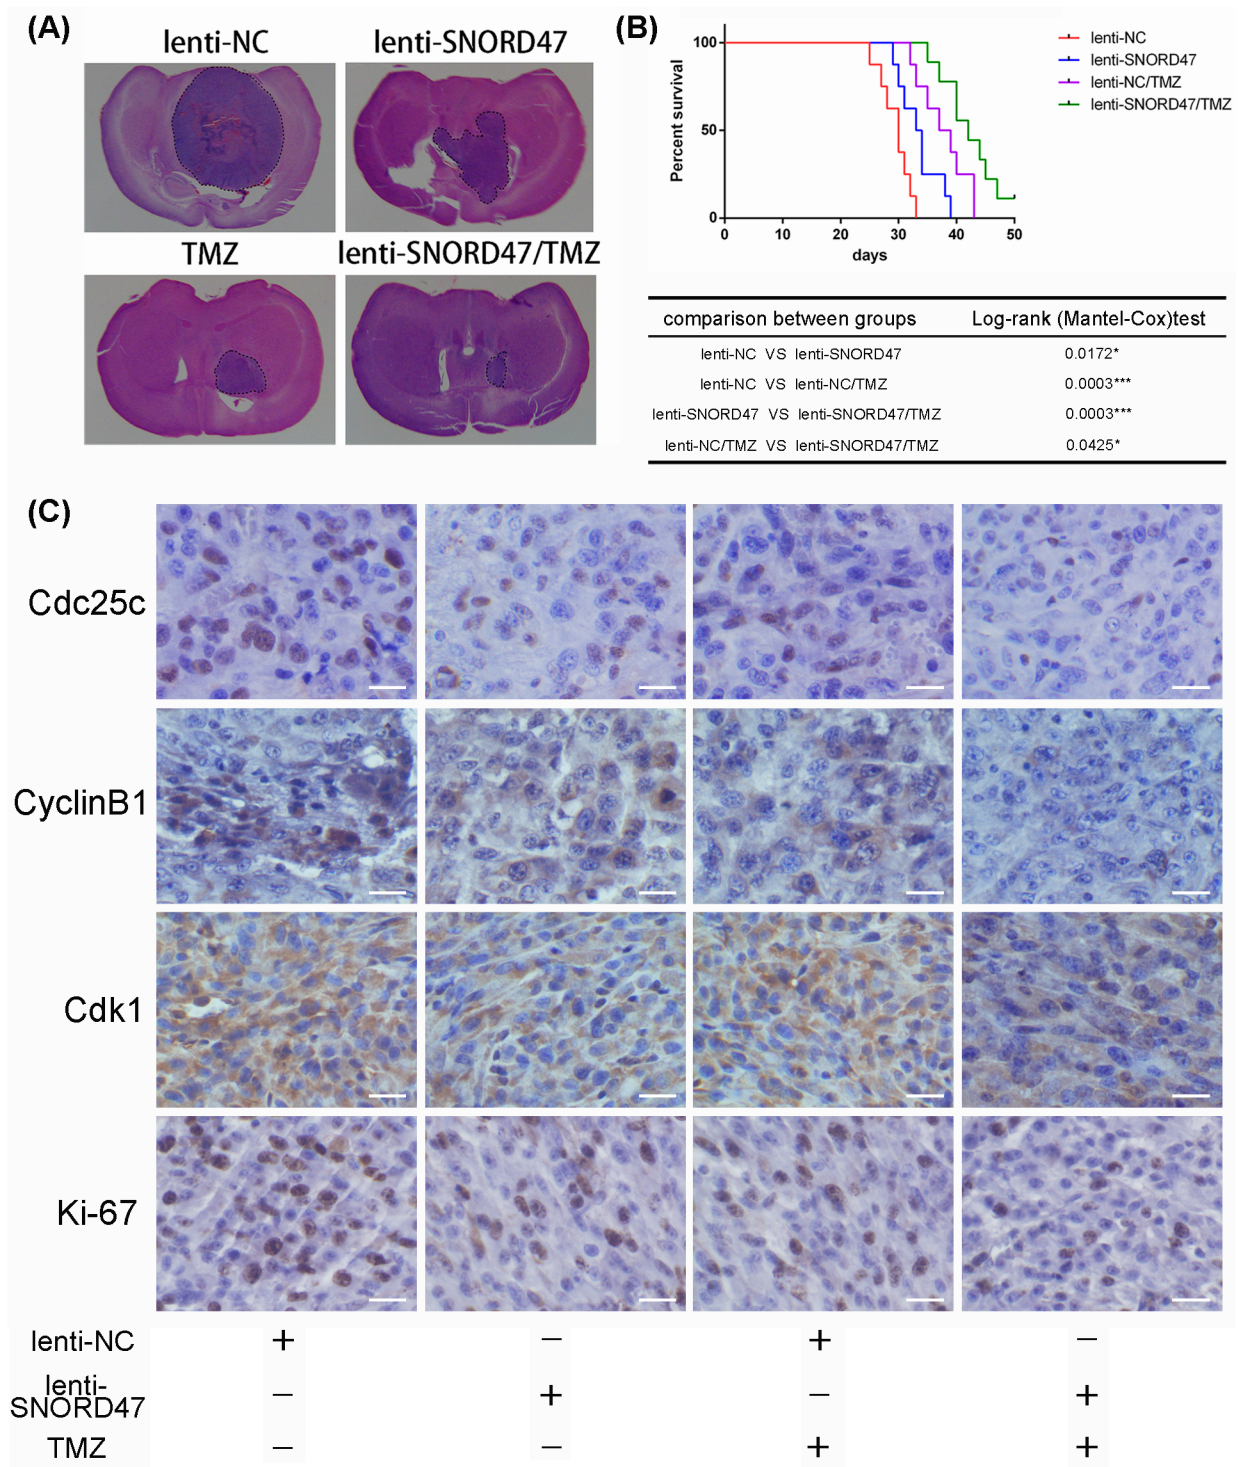 (A)
lenti-NC
lenti-SNORD47
TMZ
lenti-SNORD47/TMZ
(B)
100
50
0
Percent survival
0 10 20 30 40 50
days
lenti-NC
lenti-SNORD47
lenti-NC/TMZ
lenti-SNORD47/TMZ
comparison between groups Log-rank (Mantel-Cox)test
lenti-NC VS lenti-SNORD47 0.0172*
lenti-NC VS lenti-NC/TMZ 0.0003***
lenti-SNORD47 VS lenti-SNORD47/TMZ 0.0003***
lenti-NC/TMZ VS lenti-SNORD47/TMZ 0.0425*
(C)
Cdc25c
CyclinB1
Cdk1
Ki-67
lenti-NC + − + −
lenti-
SNORD47 − + − +
TMZ − − + +